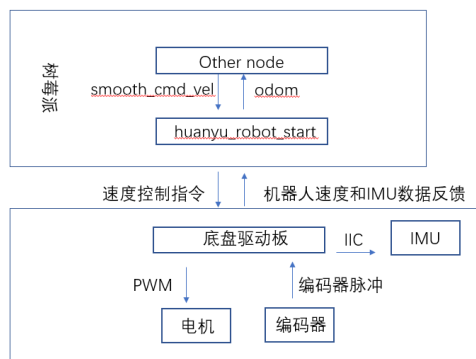 Other node
树莓派
smooth_cmd_vel
odom
huanyu_robot_start
速度控制指令
机器人速度和IMU数据反馈
底盘驱动板
IIC
IMU
PWM
编码器脉冲
电机
编码器